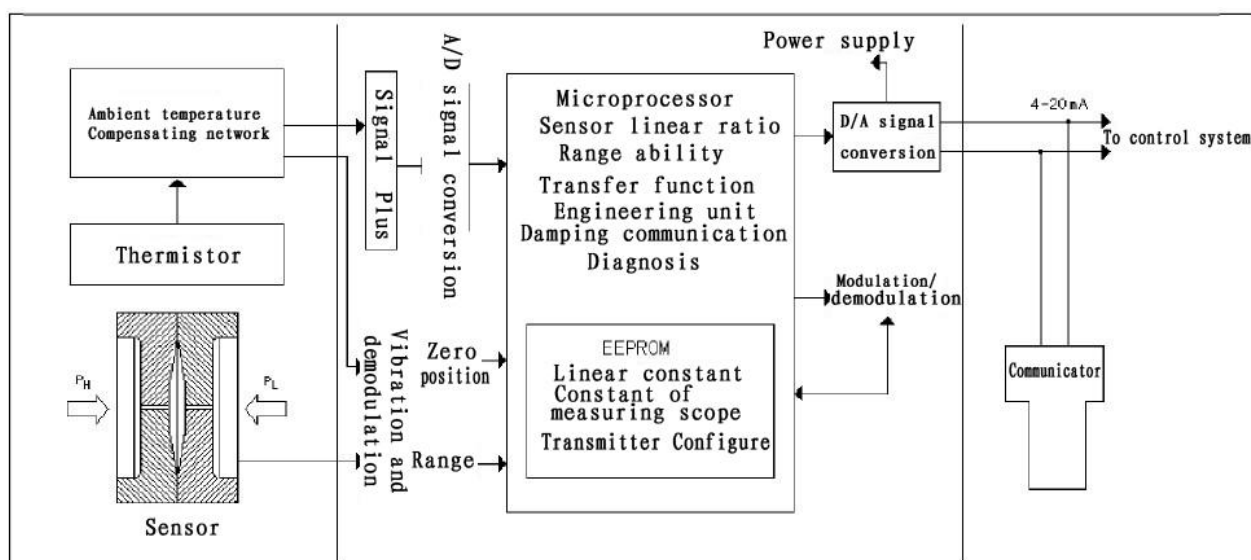 Ambient temperature
Compensating network
Thermistor
P_H
P_L
Sensor
Signal Plus
A/D signal conversion
Vibration and
demodulation
Zero
position
Range
Microprocessor
Sensor linear ratio
Range ability
Transfer function
Engineering unit
Damping communication
Diagnosis
EEPROM
Linear constant
Constant of
measuring scope
Transmitter Configure
Power supply
D/A signal
conversion
Modulation/
demodulation
4-20mA
To control system
Communicator